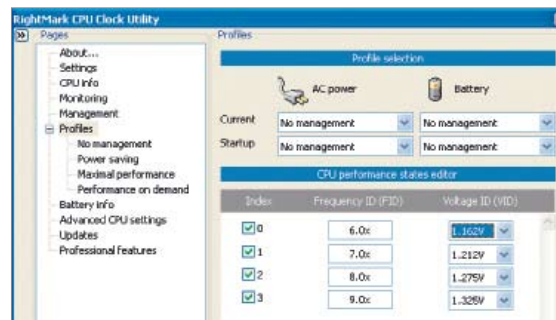 RightMark CPU Clock Utility
Pages
About...
Settings
CPU info
Monitoring
Management
Profiles
No management
Power saving
Maximal performance
Performance on demand
Battery info
Advanced CPU settings
Updates
Professional features
Profiles
Profile selection
AC power
Battery
Current No management No management
Startup No management No management
CPU performance states editor
Index Frequency ID (FID) Voltage ID (VID)
0 6.0x 1.162V
1 7.0x 1.212V
2 8.0x 1.275V
3 9.0x 1.325V